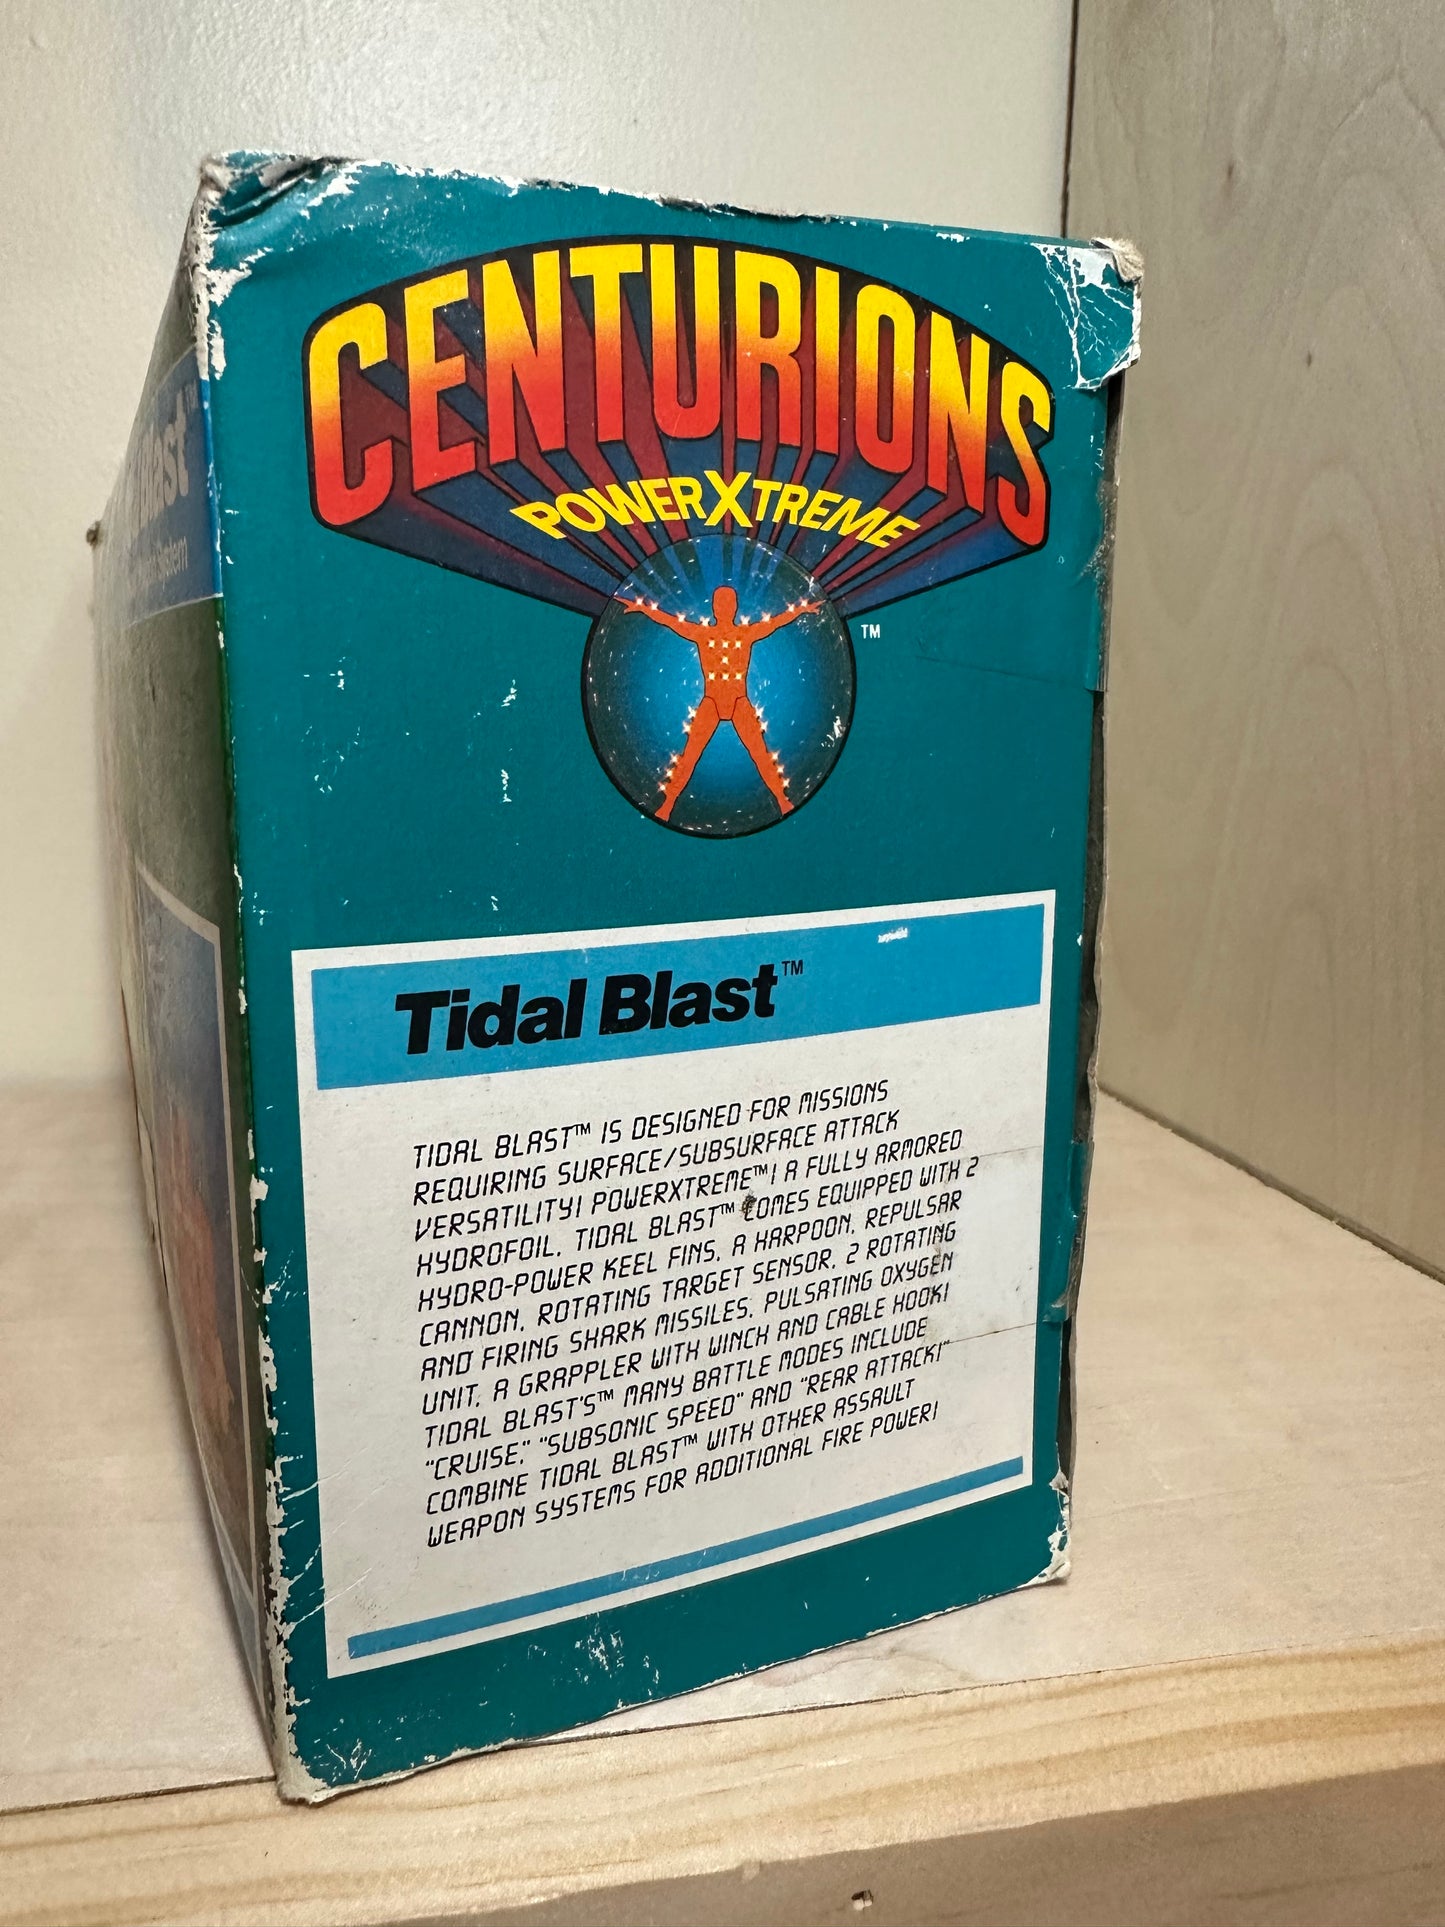 CENTURIONS
POWERXTREME
TM
Blast™
System
Tidal Blast™
TIDAL BLAST™ IS DESIGNED FOR MISSIONS
REQUIRING SURFACE/SUBSURFACE ATTACK
VERSATILITY! POWERXTREME™! A FULLY ARMORED
HYDROFOIL, TIDAL BLAST™ COMES EQUIPPED WITH 2
HYDRO-POWER KEEL FINS, A HARPOON, REPULSAR
CANNON, ROTATING TARGET SENSOR, 2 ROTATING
AND FIRING SHARK MISSILES, PULSATING OXYGEN
UNIT, A GRAPPLER WITH WINCH AND CABLE HOOK!
TIDAL BLAST'S™ MANY BATTLE MODES INCLUDE
"CRUISE," "SUBSONIC SPEED" AND "REAR ATTACK!"
COMBINE TIDAL BLAST™ WITH OTHER ASSAULT
WEAPON SYSTEMS FOR ADDITIONAL FIRE POWER!